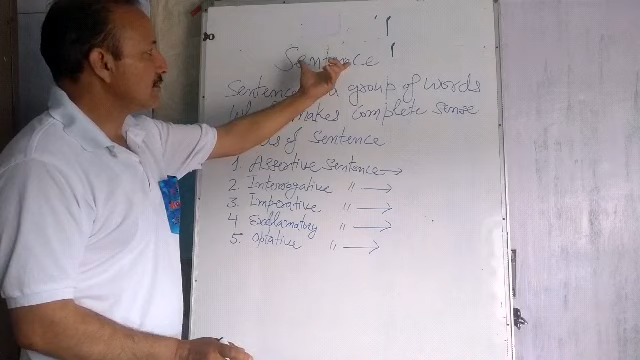 Sentence
Sentence a group of words
makes complete sense
of sentence
1. Assertive sentence →
2. Interrogative " →
3. Imperative " →
4 Exclamatory " →
5. Optative " →